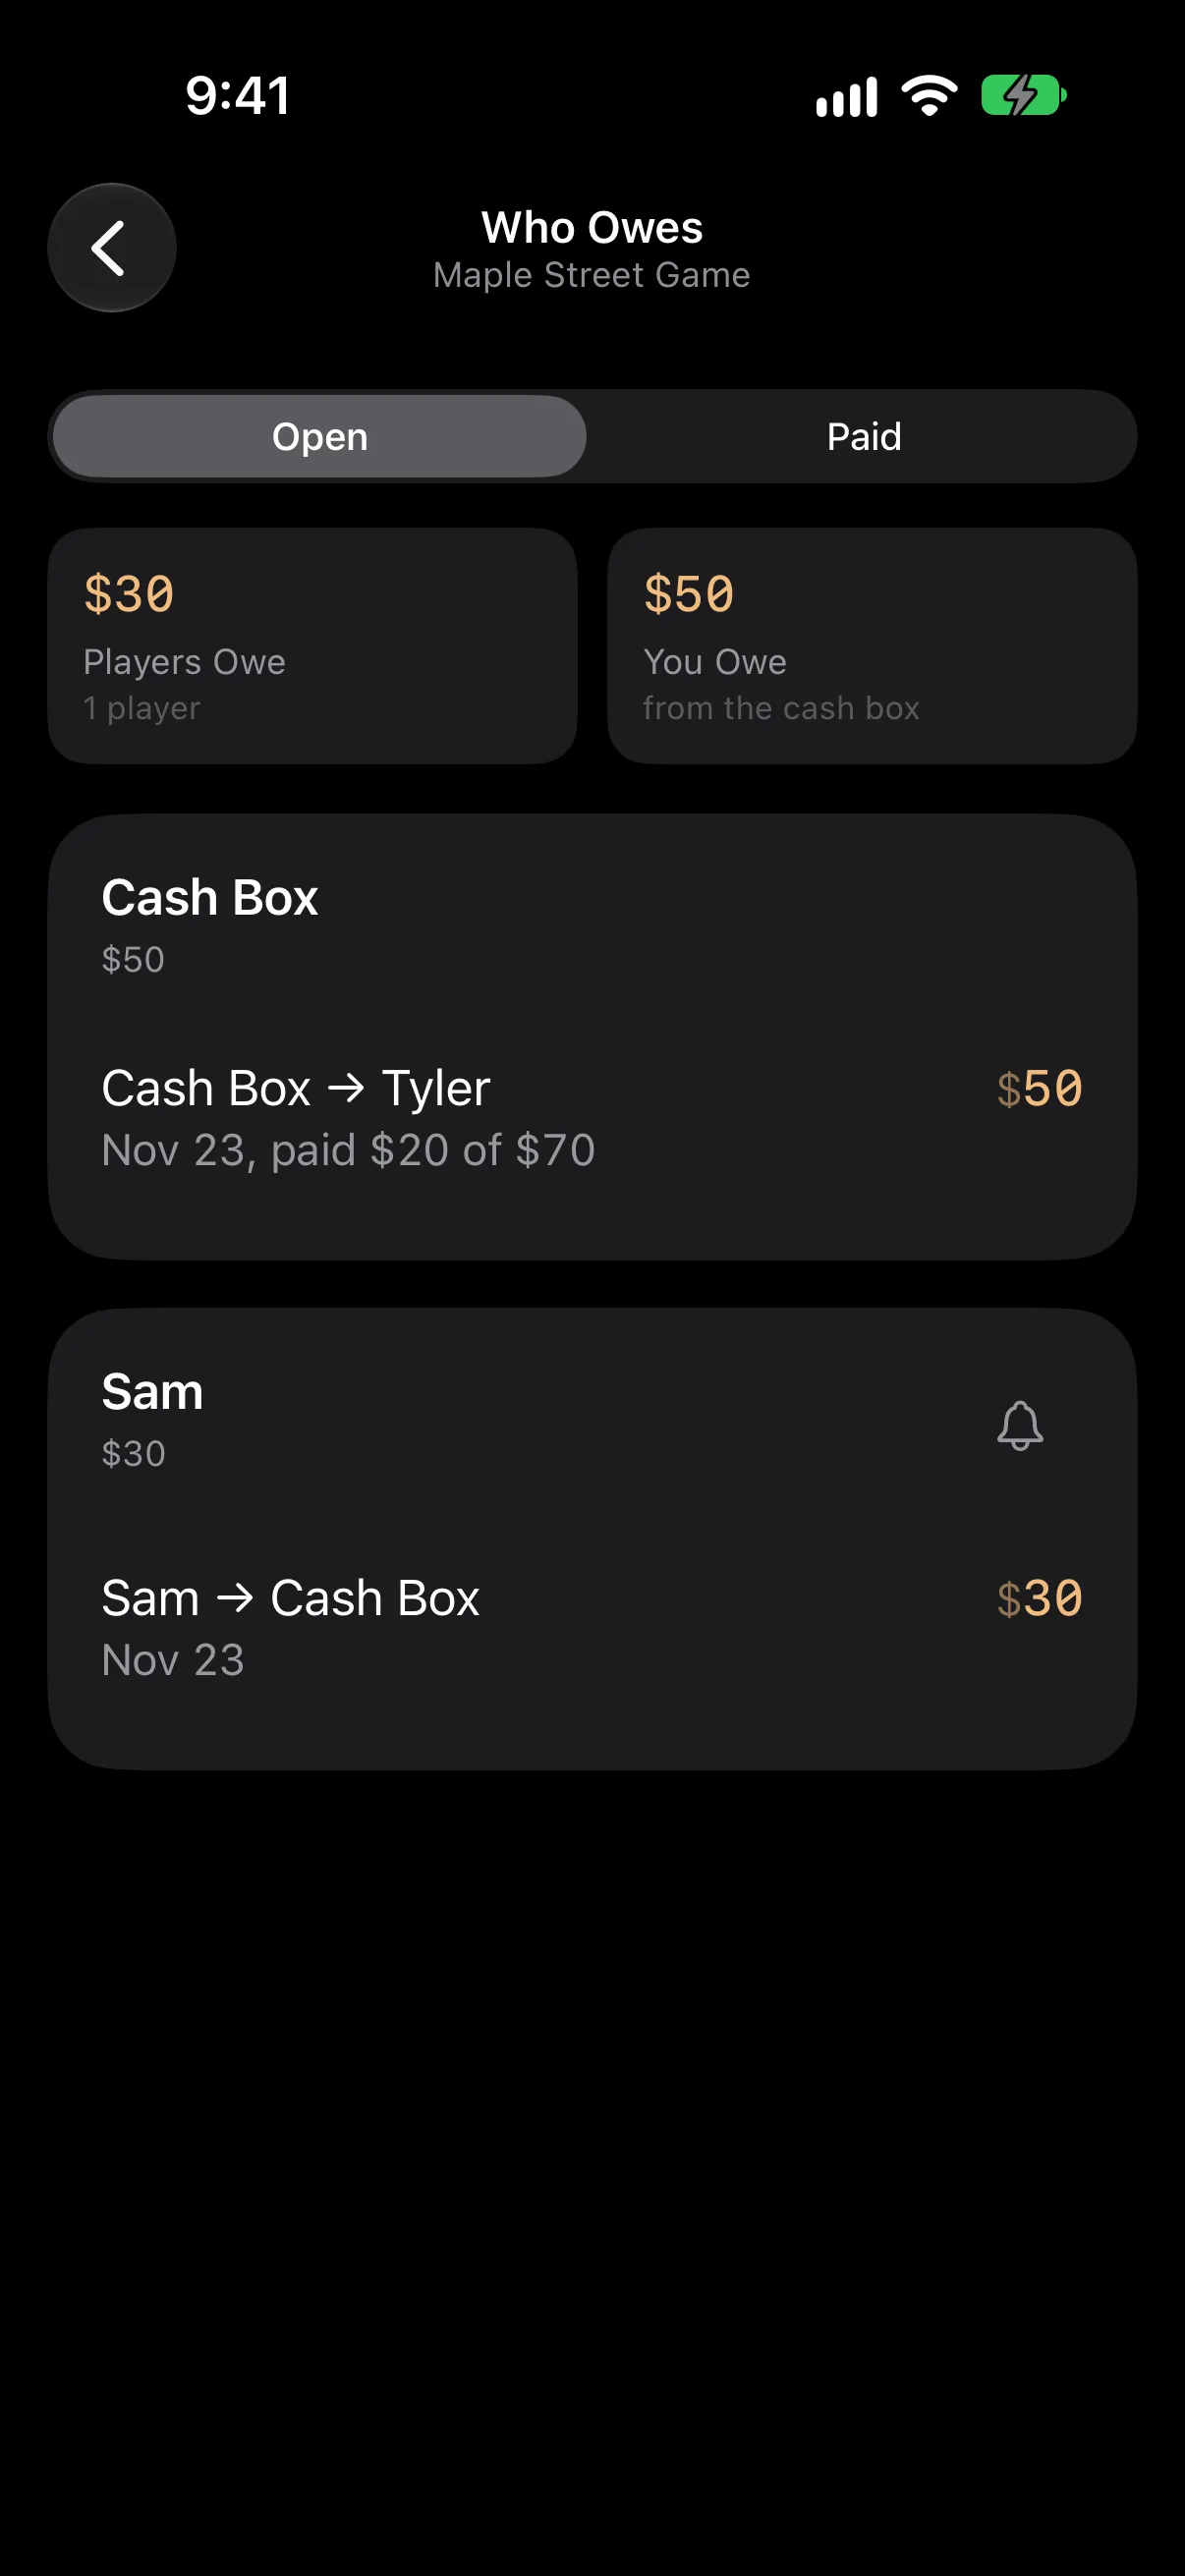 9:41
Who Owes
Maple Street Game
Open
Paid
$30
Players Owe
1 player
$50
You Owe
from the cash box
Cash Box
$50
Cash Box → Tyler
$50
Nov 23, paid $20 of $70
Sam
$30
Sam → Cash Box
$30
Nov 23